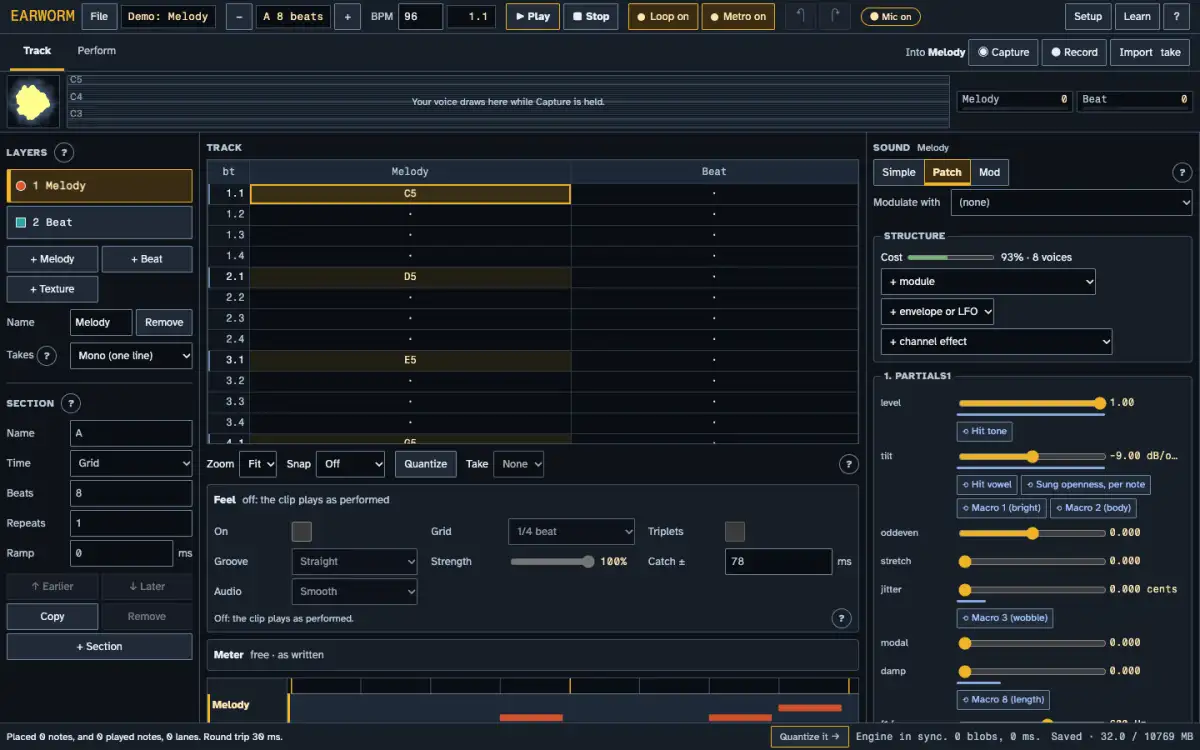 EARWORM File Demo: Melody − A 8 beats + BPM 96 1.1 Play Stop Loop on Metro on Mic on Setup Learn ?
Track Perform Into Melody Capture Record Import take
C5
C4
C3
Your voice draws here while Capture is held.
Melody 0 Beat 0
LAYERS ?
1 Melody
2 Beat
+ Melody + Beat
+ Texture
Name Melody Remove
Takes ? Mono (one line)
SECTION ?
Name A
Time Grid
Beats 8
Repeats 1
Ramp 0 ms
↑ Earlier ↓ Later
Copy Remove
+ Section
TRACK
bt Melody Beat
1.1 C5 ·
1.2 · ·
1.3 · ·
1.4 · ·
2.1 D5 ·
2.2 · ·
2.3 · ·
2.4 · ·
3.1 E5 ·
3.2 · ·
3.3 · ·
3.4 · ·
4.1 G5 ·
Zoom Fit Snap Off Quantize Take None ?
Feel off: the clip plays as performed
On Grid 1/4 beat Triplets
Groove Straight Strength 100% Catch ± 78 ms
Audio Smooth
Off: the clip plays as performed. ?
Meter free · as written
Melody
SOUND Melody
Simple Patch Mod ?
Modulate with (none)
STRUCTURE
Cost 93% · 8 voices
+ module
+ envelope or LFO
+ channel effect
1. PARTIALS1
level 1.00
Hit tone
tilt -9.00 dB/o…
Hit vowel Sung openness, per note
Macro 1 (bright) Macro 2 (body)
oddeven 0.000
stretch 0.000
jitter 0.000 cents
Macro 3 (wobble)
modal 0.000
damp 0.000
Macro 8 (length)
Placed 0 notes, and 0 played notes, 0 lanes. Round trip 30 ms. Quantize it → Engine in sync. 0 blobs, 0 ms. Saved · 32.0 / 10769 MB